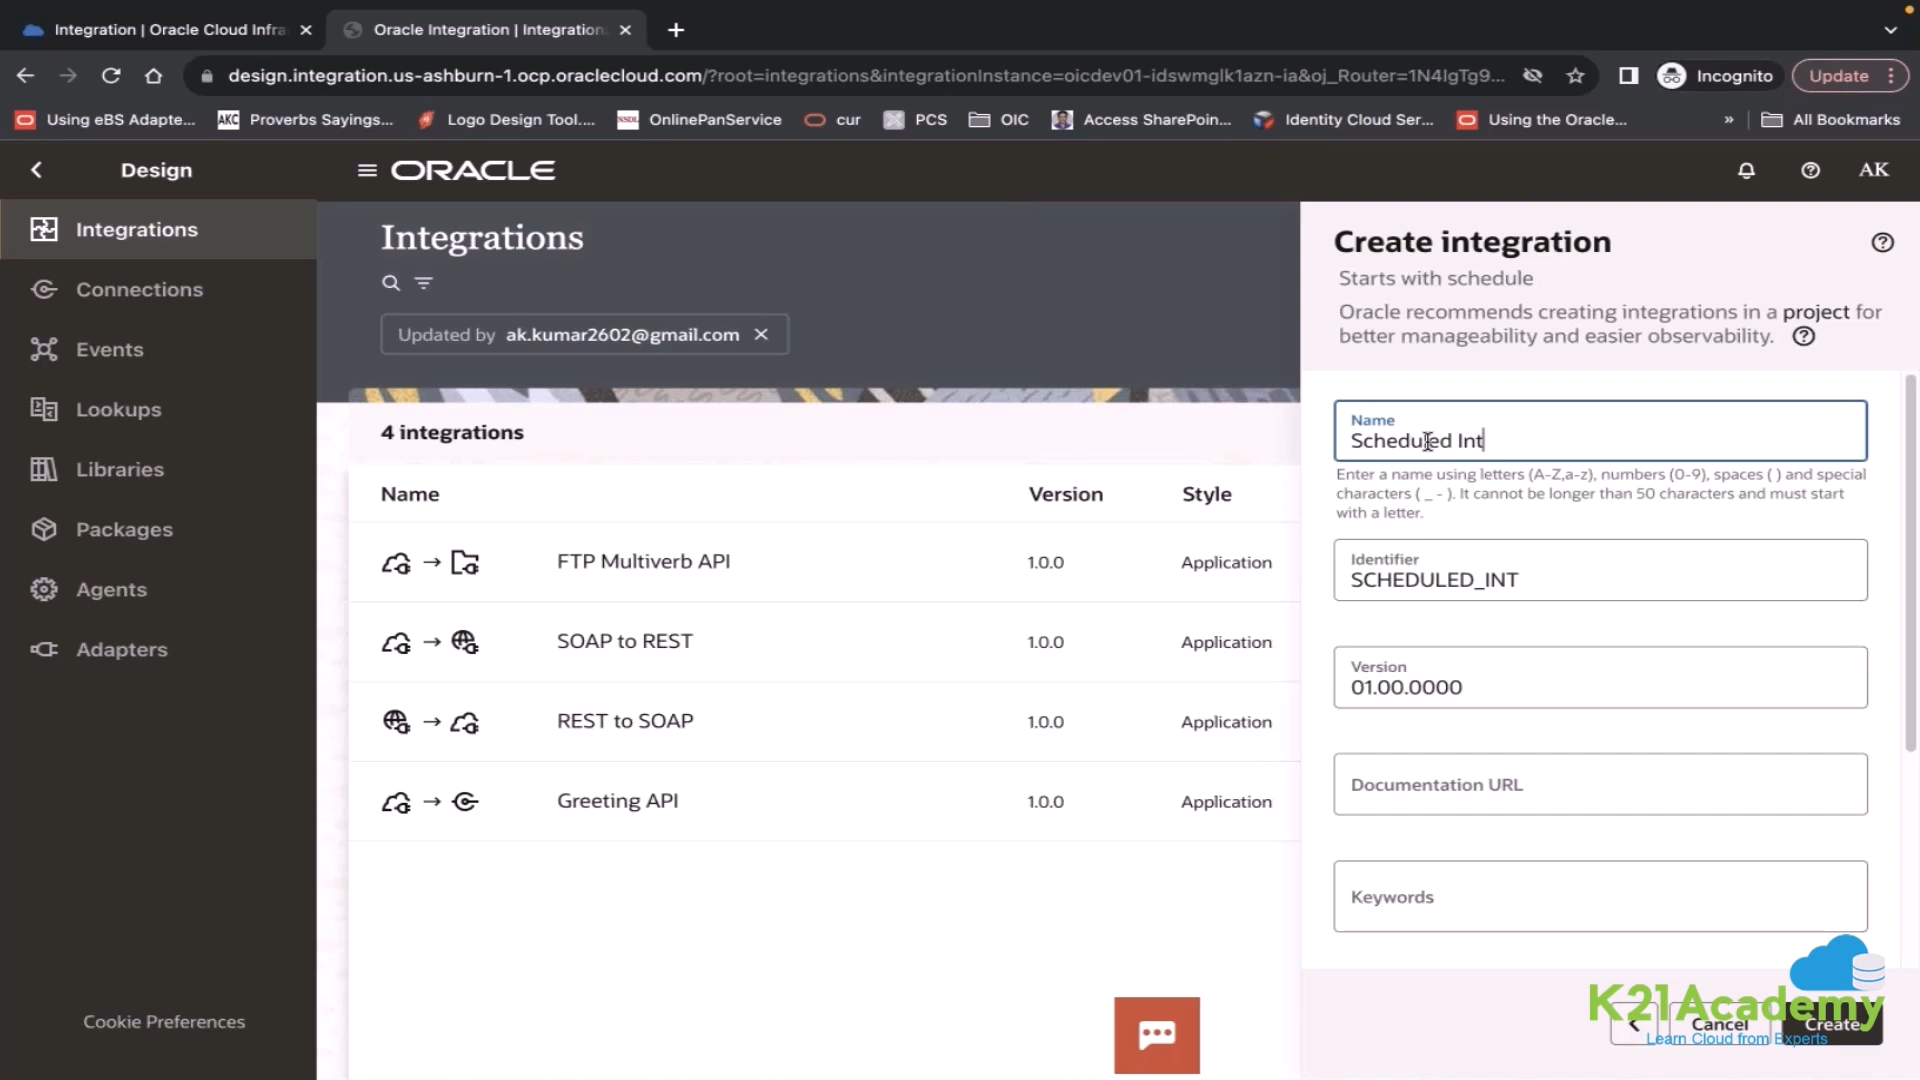 Integration | Oracle Cloud Infra
Oracle Integration | Integration
design.integration.us-ashburn-1.ocp.oraclecloud.com/?root=integrations&integrationInstance=oicdev01-idswmglk1azn-ia&oj_Router=1N4IgTg9...
Incognito
Update
Using eBS Adapte...
AKC
Proverbs Sayings...
Logo Design Tool....
NSDL
OnlinePanService
cur
PCS
OIC
Access SharePoin...
Identity Cloud Ser...
Using the Oracle...
»
All Bookmarks
Design
ORACLE
AK
Integrations
Connections
Events
Lookups
Libraries
Packages
Agents
Adapters
Cookie Preferences
Integrations
Updated by ak.kumar2602@gmail.com
4 integrations
Name Version Style
FTP Multiverb API 1.0.0 Application
SOAP to REST 1.0.0 Application
REST to SOAP 1.0.0 Application
Greeting API 1.0.0 Application
Create integration
Starts with schedule
Oracle recommends creating integrations in a project for
better manageability and easier observability.
Name
Scheduled Int
Enter a name using letters (A-Z,a-z), numbers (0-9), spaces ( ) and special
characters ( _ - ). It cannot be longer than 50 characters and must start
with a letter.
Identifier
SCHEDULED_INT
Version
01.00.0000
Documentation URL
Keywords
K21Academy
Cancel
Create
Learn Cloud from Experts